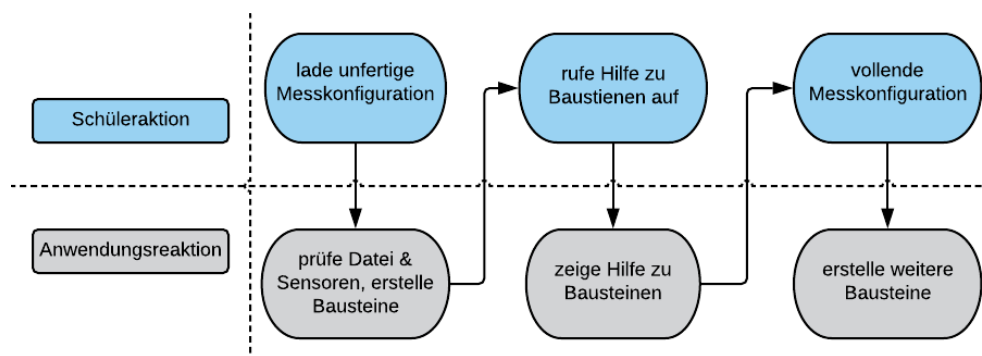 Schüleraktion
lade unfertige
Messkonfiguration
rufe Hilfe zu
Baustienen auf
vollende
Messkonfiguration
Anwendungsreaktion
prüfe Datei &
Sensoren, erstelle
Bausteine
zeige Hilfe zu
Bausteinen
erstelle weitere
Bausteine